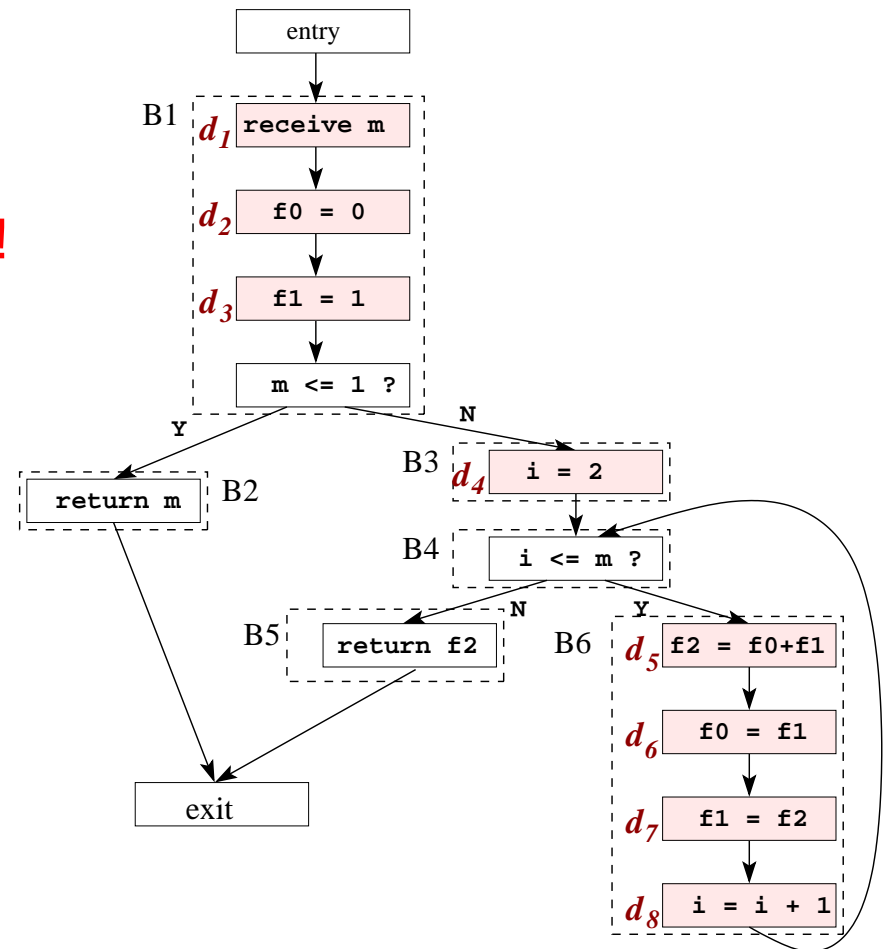 entry
B1
d1 receive m
!
d2 f0 = 0
d3 f1 = 1
m <= 1 ?
Y
N
B3
d4 i = 2
return m
B2
B4
i <= m ?
N
Y
B5
return f2
B6
d5 f2 = f0+f1
d6 f0 = f1
exit
d7 f1 = f2
d8 i = i + 1